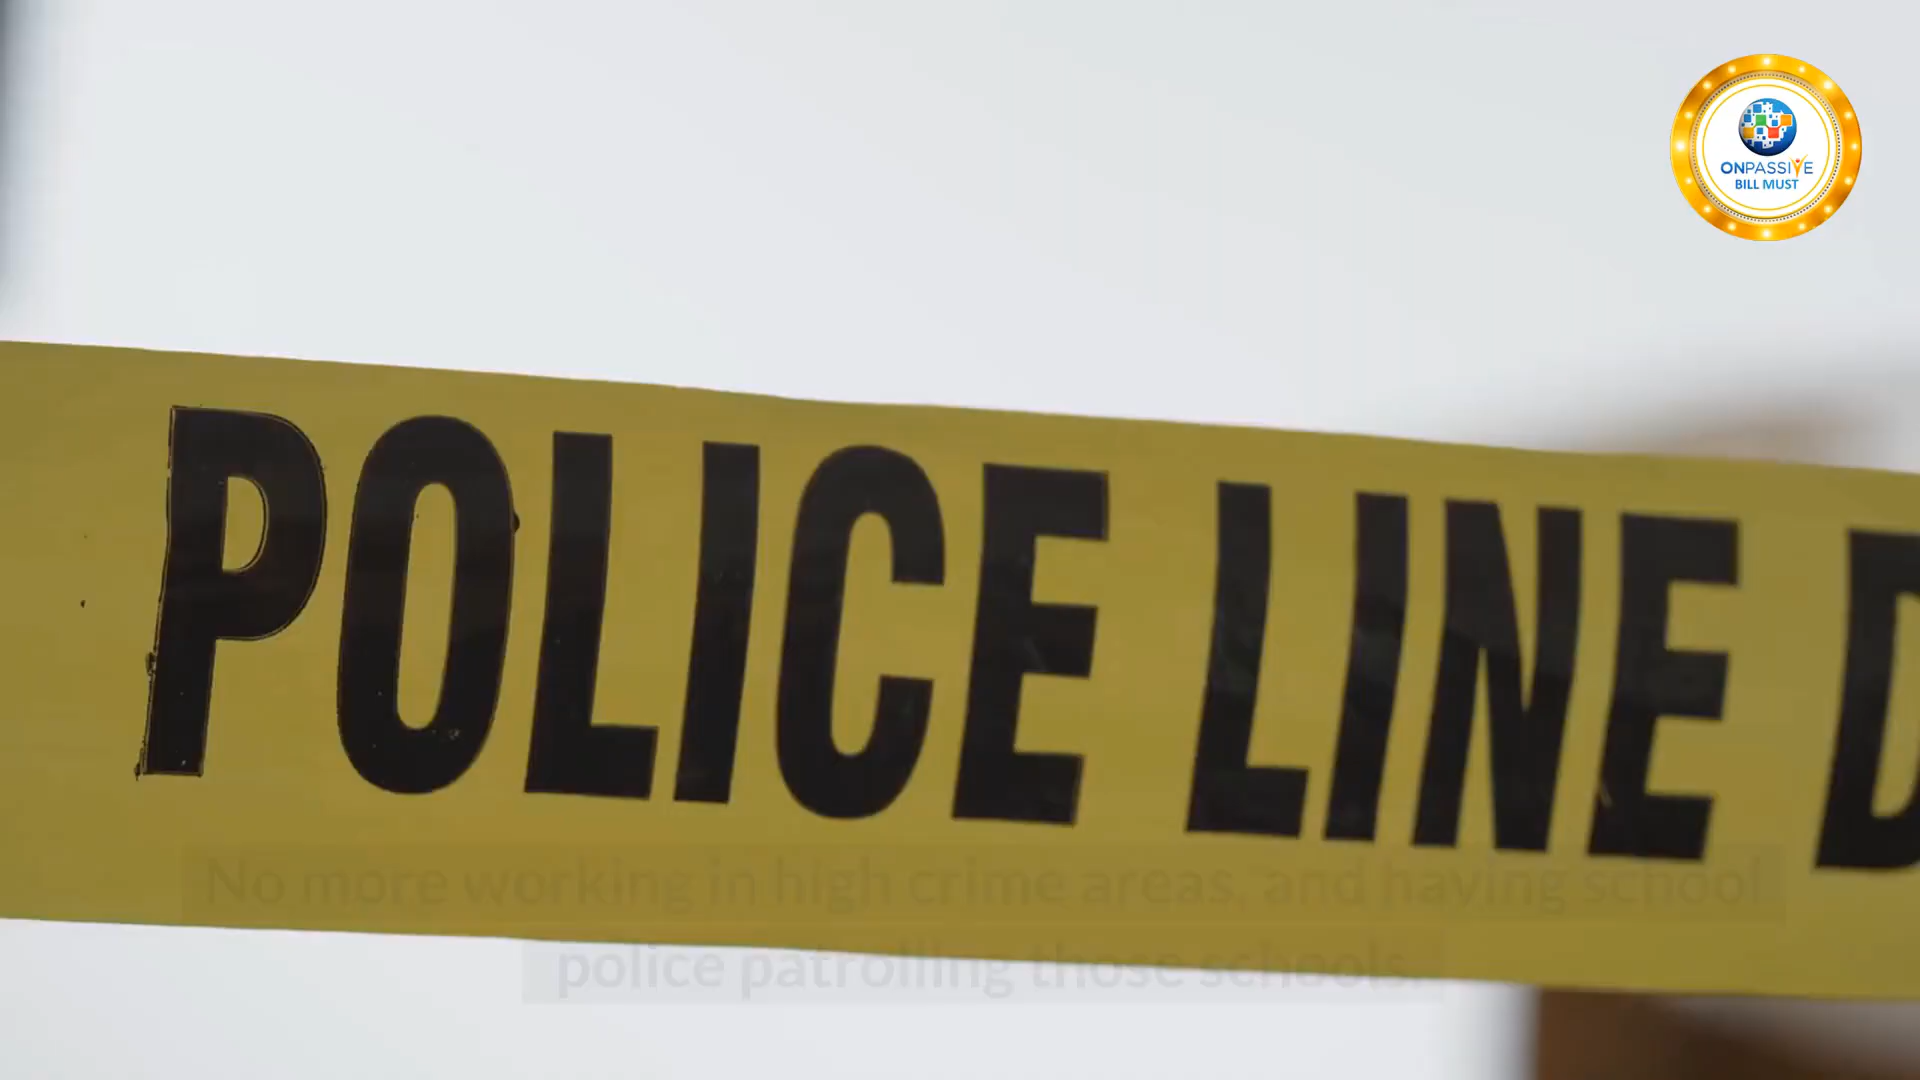 ONPASSIVE
BILL MUST
POLICE LINE D
No more working in high crime areas, and having school
police patrolling those schools.